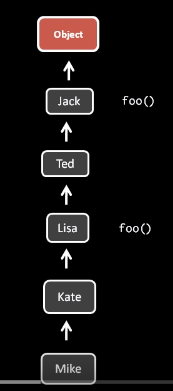 Object
Jack foo()
Ted
Lisa foo()
Kate
Mike